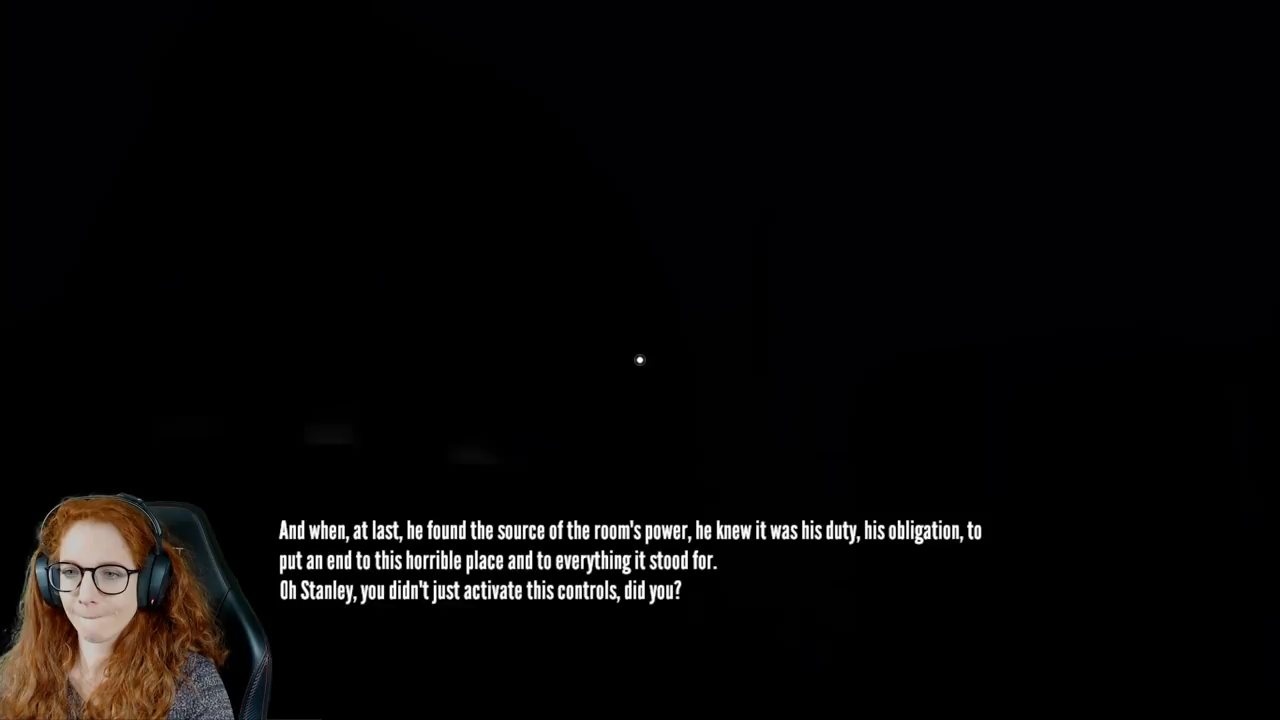 And when, at last, he found the source of the room's power, he knew it was his duty, his obligation, to
put an end to this horrible place and to everything it stood for.
Oh Stanley, you didn't just activate this controls, did you?